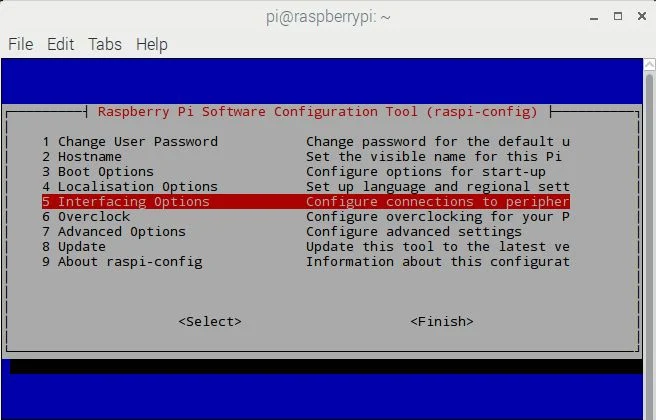 pi@raspberrypi: ~
File Edit Tabs Help
Raspberry Pi Software Configuration Tool (raspi-config)
1 Change User Password Change password for the default u
2 Hostname Set the visible name for this Pi
3 Boot Options Configure options for start-up
4 Localisation Options Set up language and regional sett
5 Interfacing Options Configure connections to peripher
6 Overclock Configure overclocking for your P
7 Advanced Options Configure advanced settings
8 Update Update this tool to the latest ve
9 About raspi-config Information about this configurat
<Select> <Finish>